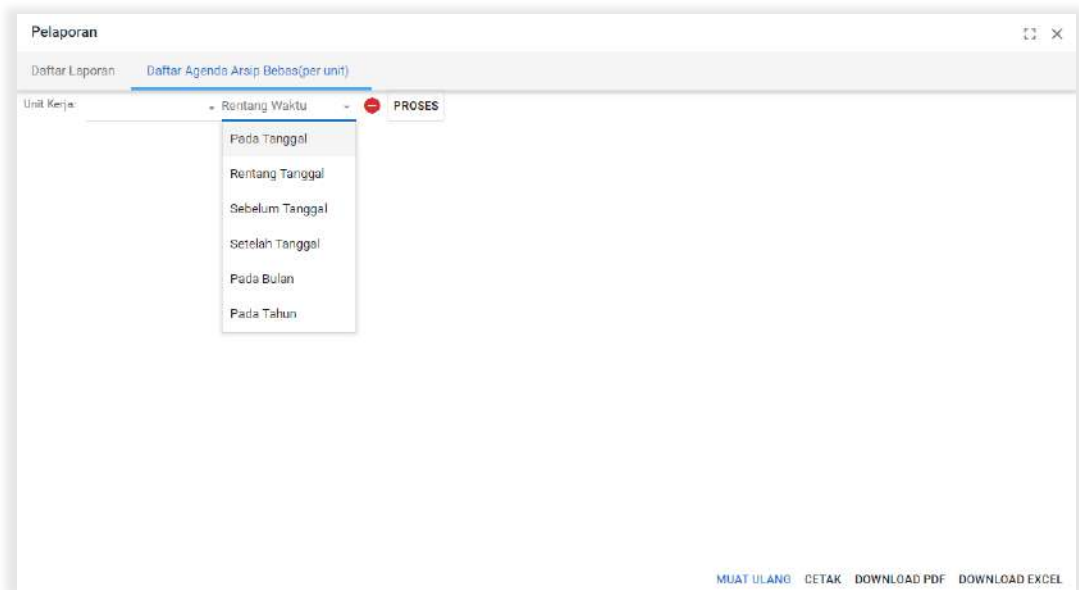 Pelaporan
Daftar Laporan Daftar Agenda Arsip Bebas(per unit)
Unit Kerja: Rentang Waktu PROSES
Pada Tanggal
Rentang Tanggal
Sebelum Tanggal
Setelah Tanggal
Pada Bulan
Pada Tahun
MUAT ULANG CETAK DOWNLOAD PDF DOWNLOAD EXCEL